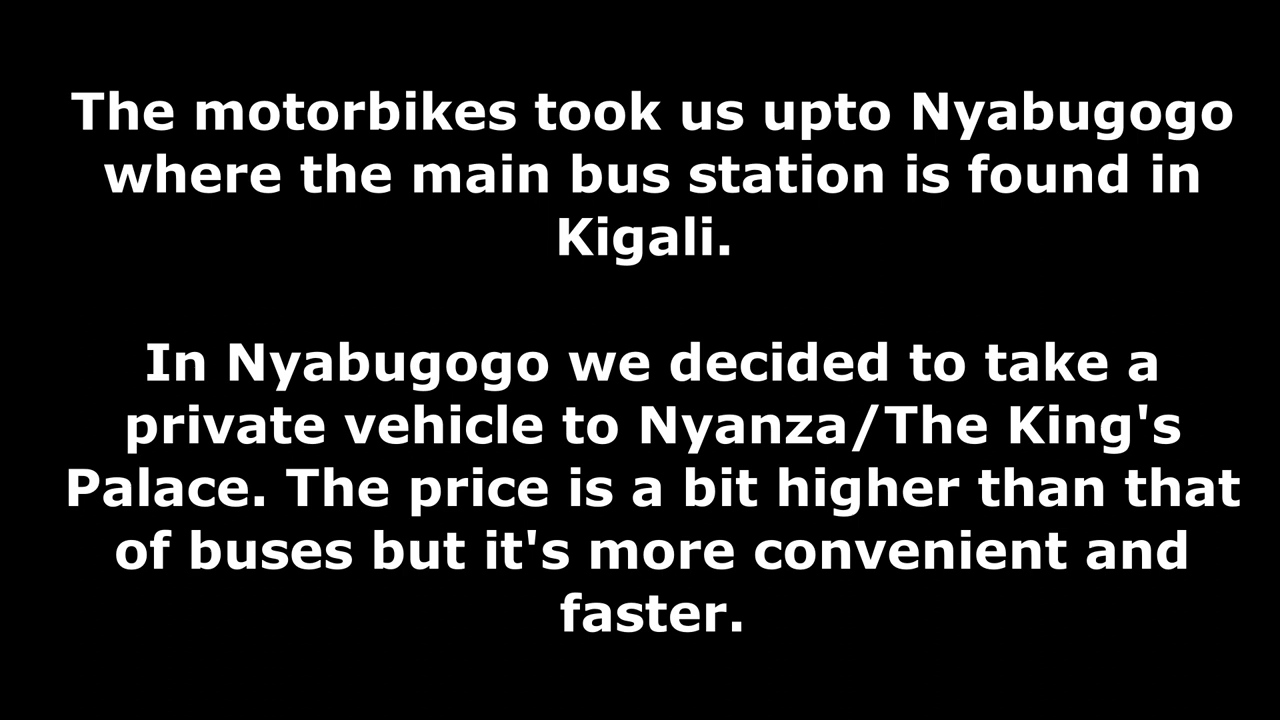 The motorbikes took us upto Nyabugogo
where the main bus station is found in
Kigali.
In Nyabugogo we decided to take a
private vehicle to Nyanza/The King's
Palace. The price is a bit higher than that
of buses but it's more convenient and
faster.